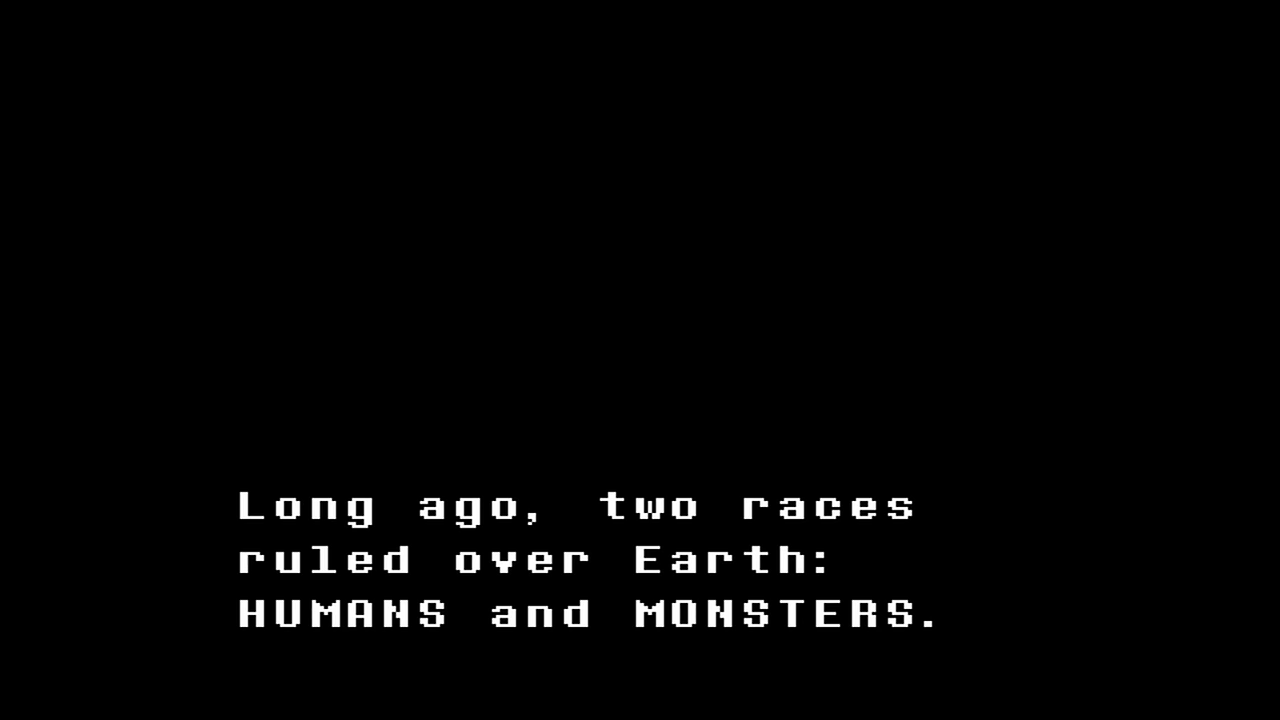 Long ago, two races
ruled over Earth:
HUMANS and MONSTERS.